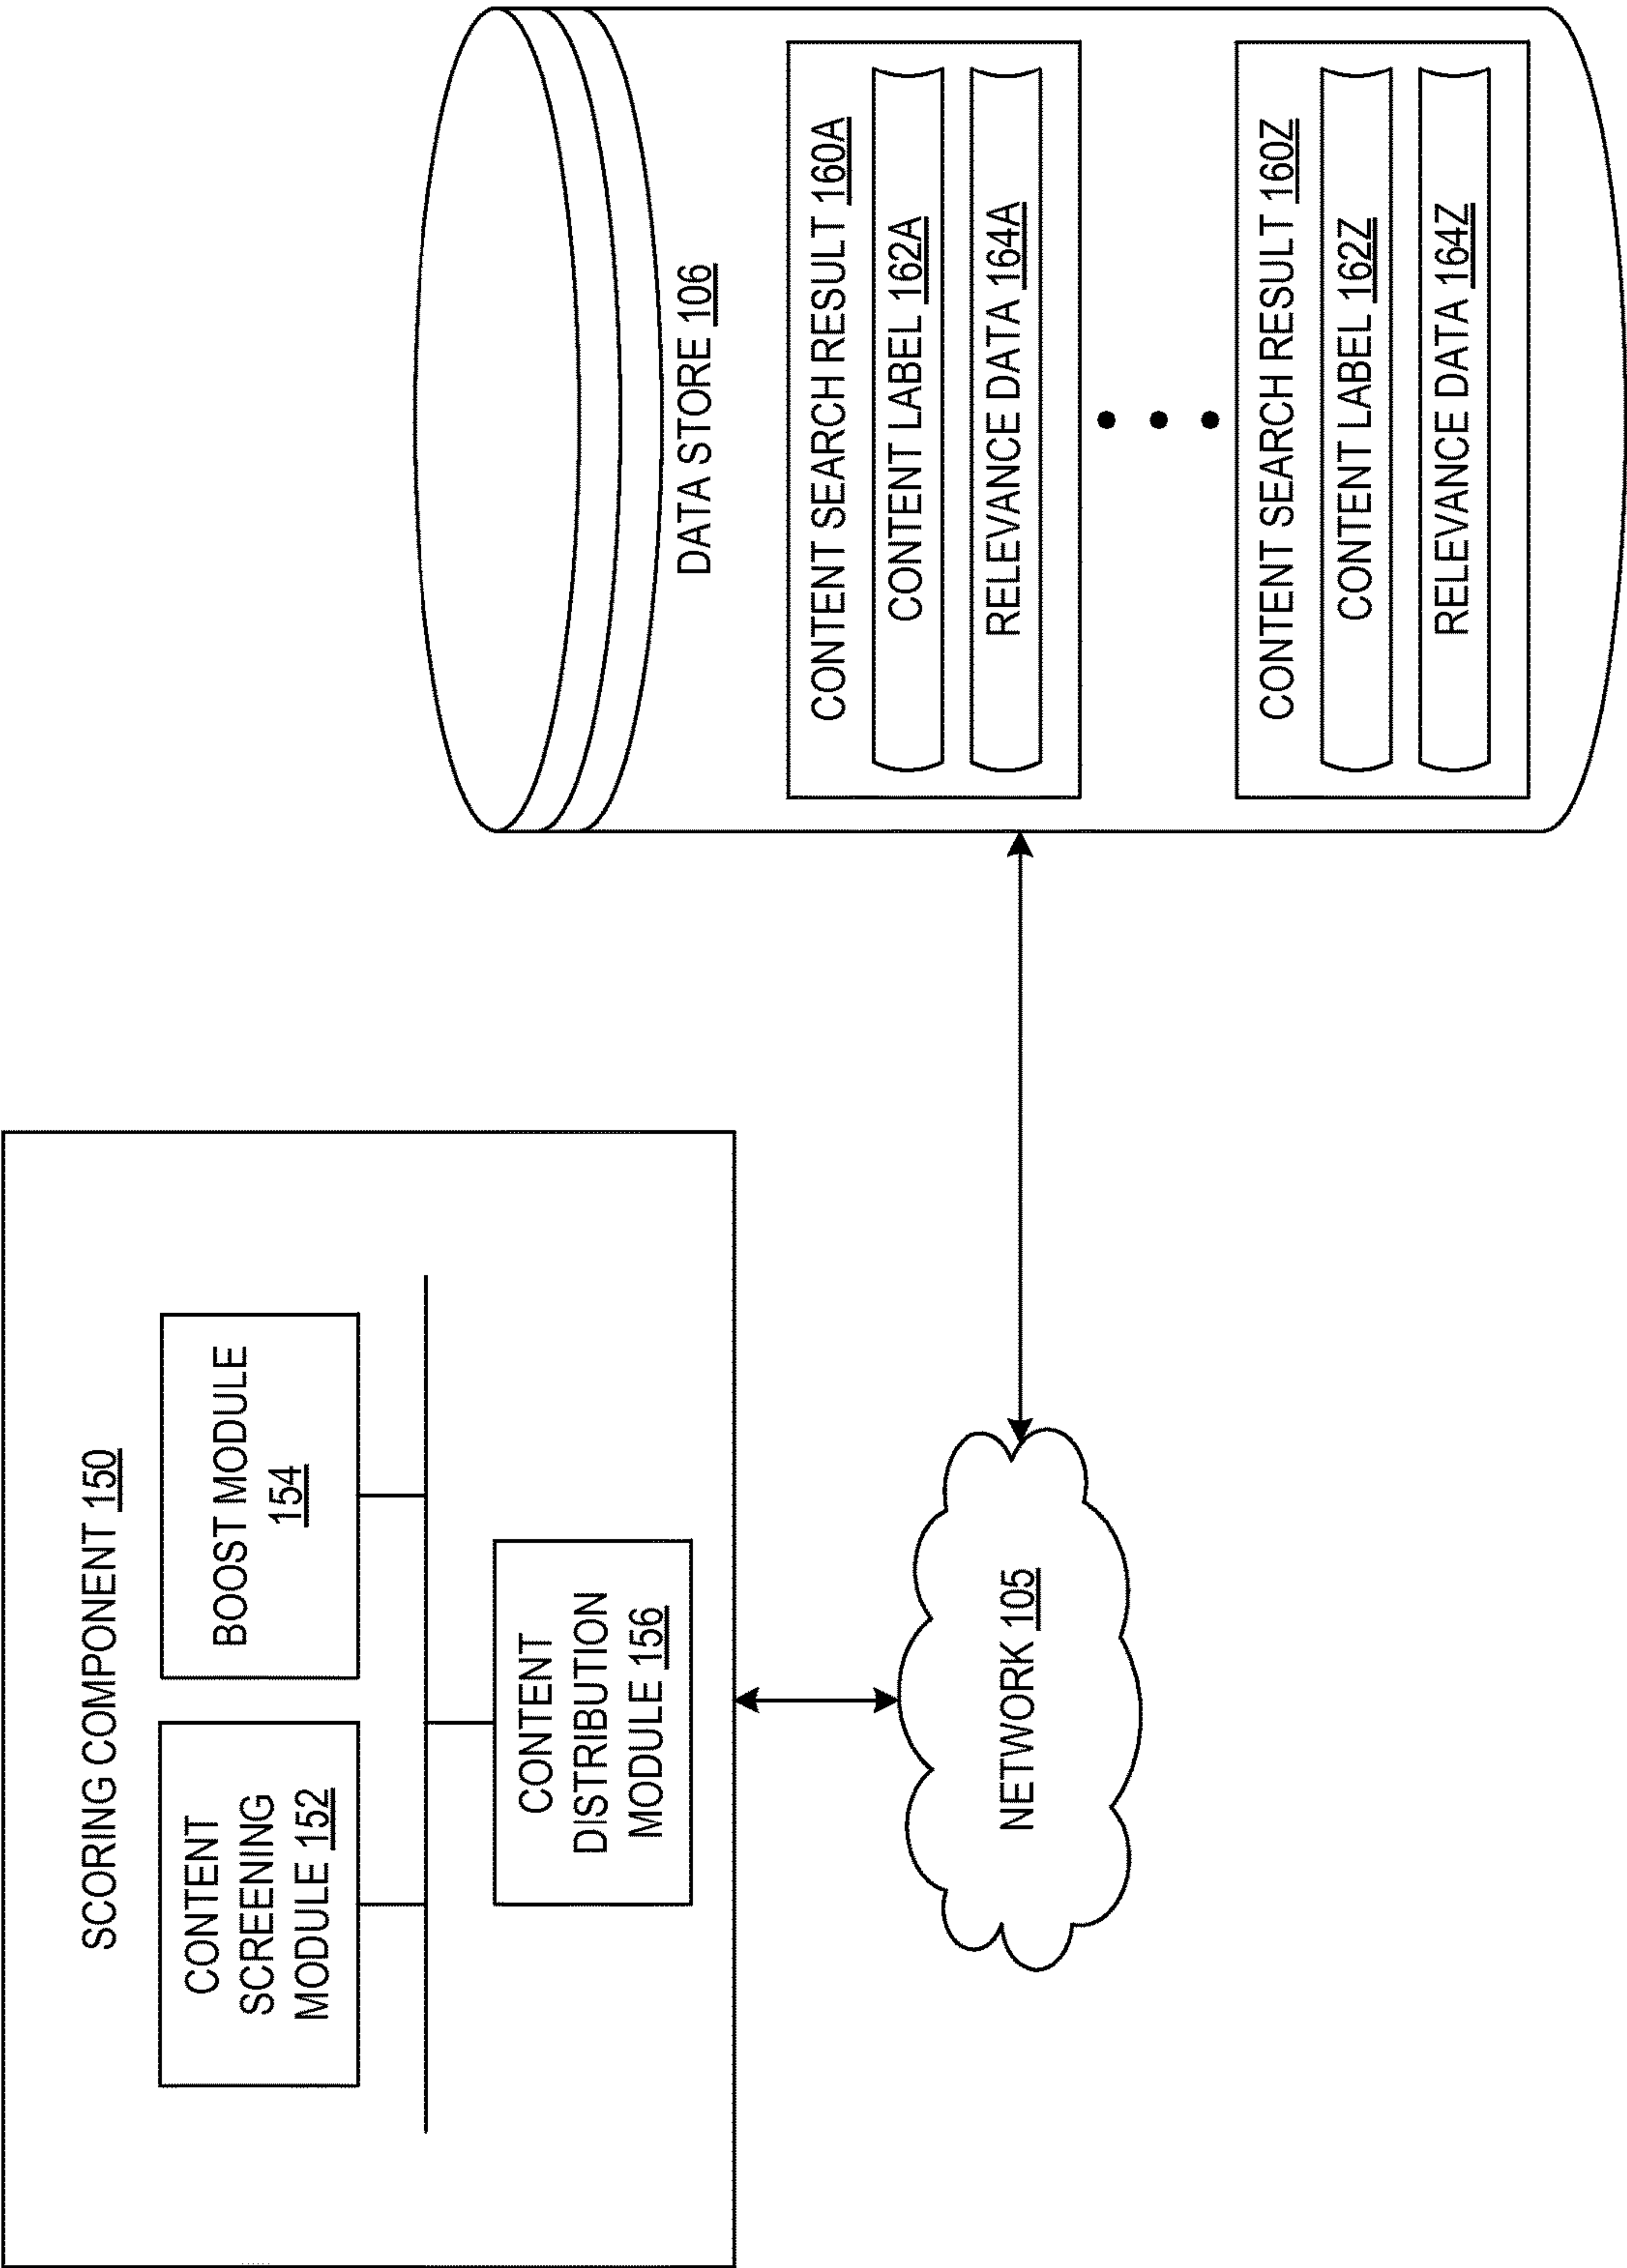 SCORING COMPONENT 150
CONTENT
SCREENING
MODULE 152
BOOST MODULE
154
CONTENT
DISTRIBUTION
MODULE 156
NETWORK 105
DATA STORE 106
CONTENT SEARCH RESULT 160A
CONTENT LABEL 162A
RELEVANCE DATA 164A
CONTENT SEARCH RESULT 160Z
CONTENT LABEL 162Z
RELEVANCE DATA 164Z